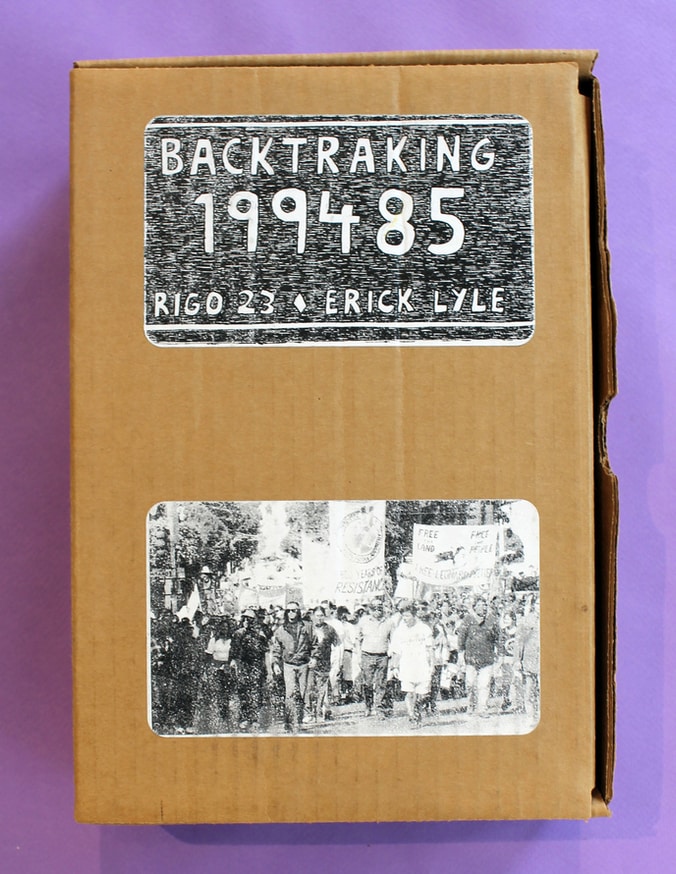 BACKTRAKING
199485
RIGO 23 ♦ ERICK LYLE
RESISTANCE
FREE FREE
LAND PEOPLE